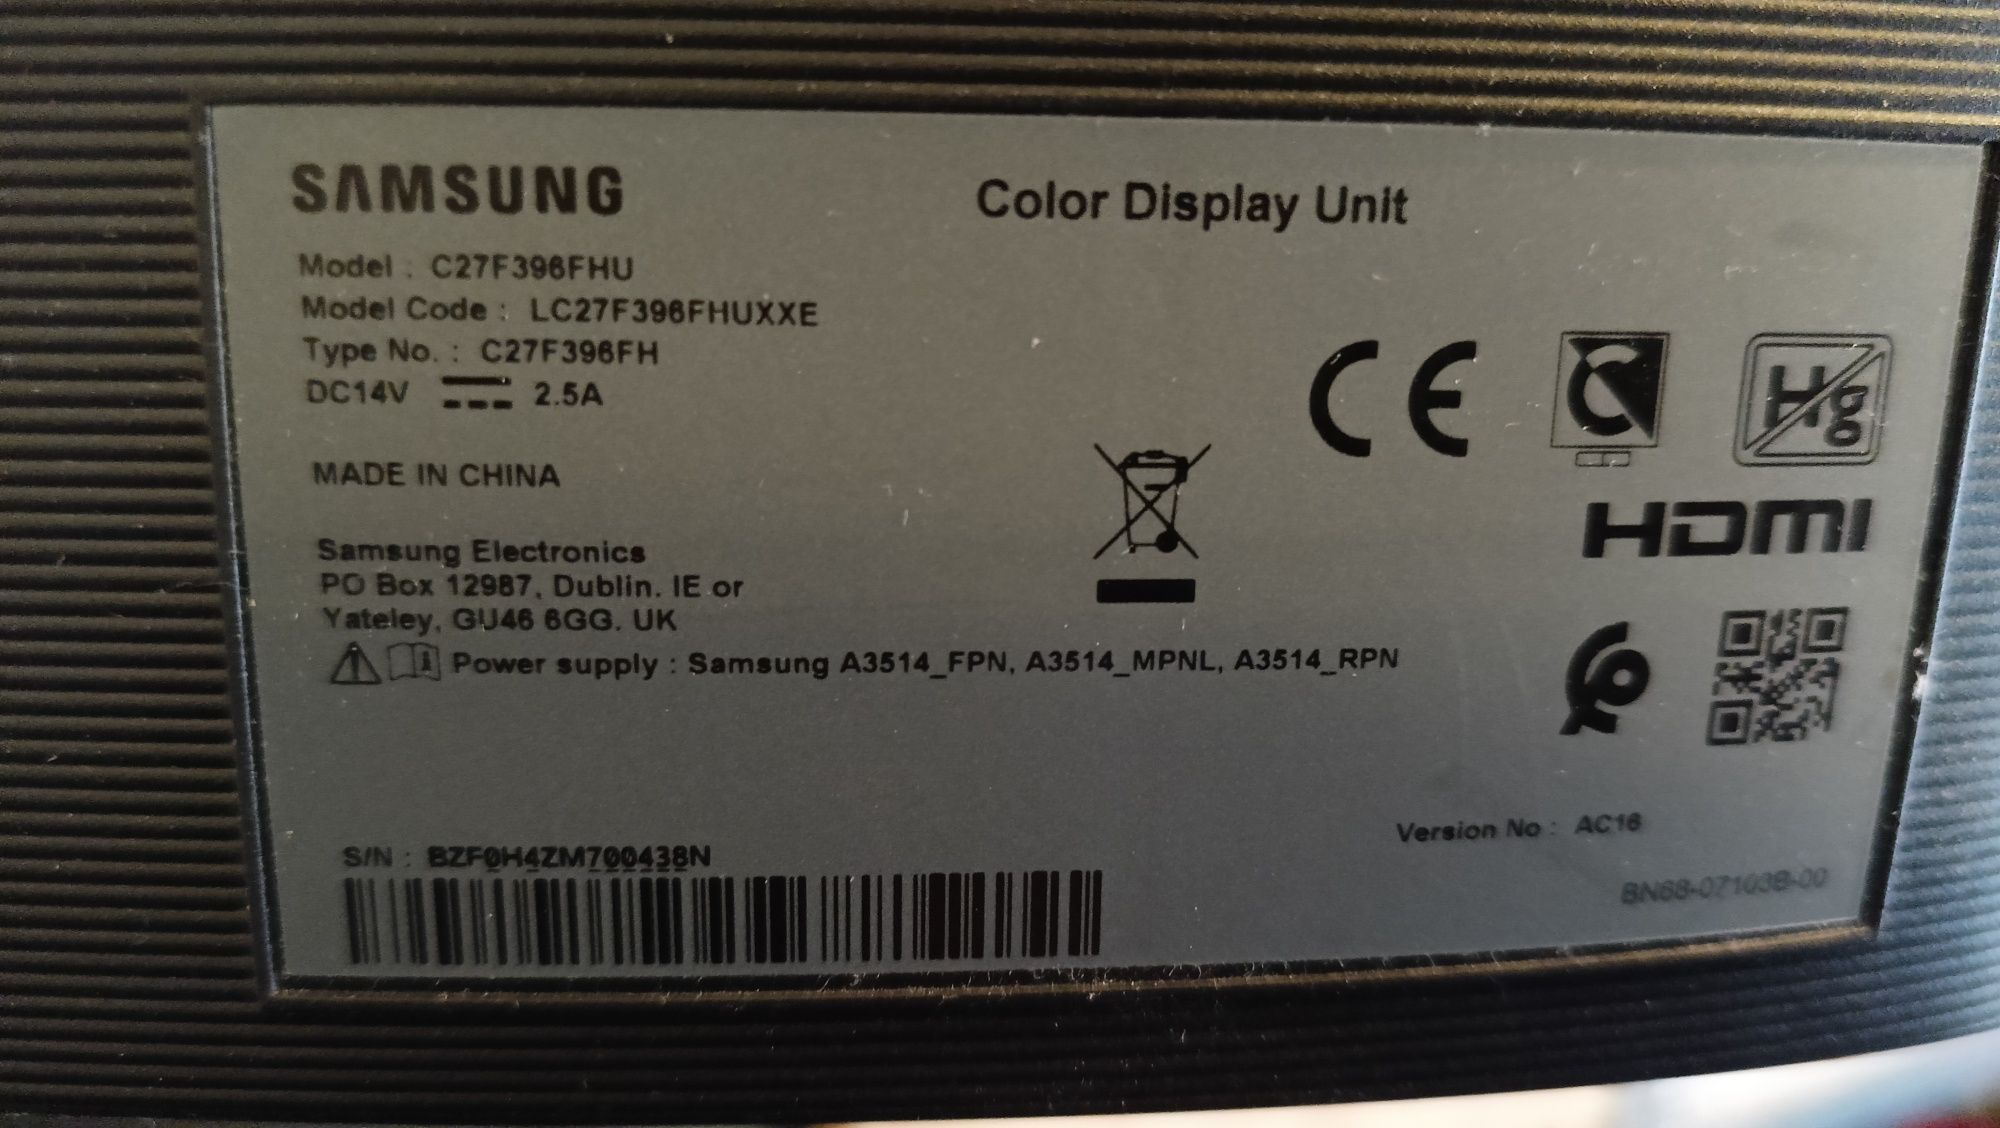 SAMSUNG
Color Display Unit
Model : C27F396FHU
Model Code : LC27F396FHUXXE
Type No. : C27F396FH
DC14V 2.5A
CE
C
Hg
MADE IN CHINA
HDMI
Samsung Electronics
PO Box 12987, Dublin. IE or
Yateley, GU46 6GG. UK
Power supply : Samsung A3514_FPN, A3514_MPNL, A3514_RPN
Version No : AC16
S/N : BZF0H4ZM700438N
BN68-07103B-00